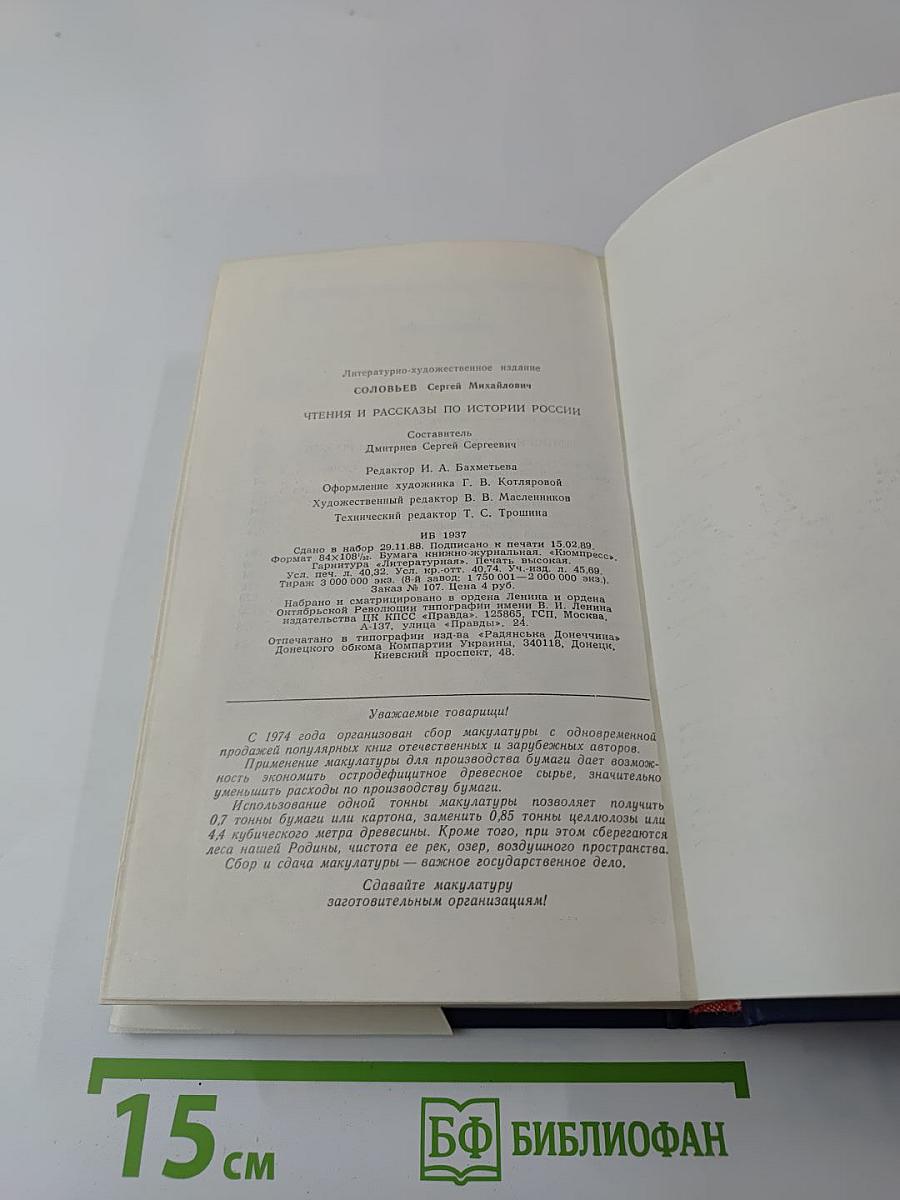 Литературно-художественное издание
СОЛОВЬЕВ Сергей Михайлович
ЧТЕНИЯ И РАССКАЗЫ ПО ИСТОРИИ РОССИИ
Составитель
Дмитриев Сергей Сергеевич
Редактор И. А. Бахметьева
Оформление художника Г. В. Котляровой
Художественный редактор В. В. Масленников
Технический редактор Т. С. Трошина
ИБ 1937
Сдано в набор 29.11.88. Подписано к печати 15.02.89.
Формат 84×108¹/₃₂. Бумага книжно-журнальная. «Кюмпресс».
Гарнитура «Литературная». Печать высокая.
Усл. печ. л. 40,32. Усл. кр.-отт. 40,74. Уч.-изд. л. 45,69.
Тираж 3 000 000 экз. (8-й завод: 1 750 001—2 000 000 экз.).
Заказ № 107. Цена 4 руб.
Набрано и сматрицировано в ордена Ленина и ордена
Октябрьской Революции типографии имени В. И. Ленина
издательства ЦК КПСС «Правда». 125865, ГСП, Москва,
А-137, улица «Правды», 24.
Отпечатано в типографии изд-ва «Радянська Донеччина»
Донецкого обкома Компартии Украины, 340118, Донецк,
Киевский проспект, 48.
Уважаемые товарищи!
С 1974 года организован сбор макулатуры с одновременной
продажей популярных книг отечественных и зарубежных авторов.
Применение макулатуры для производства бумаги дает возмож-
ность экономить остродефицитное древесное сырье, значительно
уменьшить расходы по производству бумаги.
Использование одной тонны макулатуры позволяет получить
0,7 тонны бумаги или картона, заменить 0,85 тонны целлюлозы или
4,4 кубического метра древесины. Кроме того, при этом сберегаются
леса нашей Родины, чистота ее рек, озер, воздушного пространства.
Сбор и сдача макулатуры — важное государственное дело.
Сдавайте макулатуру
заготовительным организациям!
15 см
БФ БИБЛИОФАН